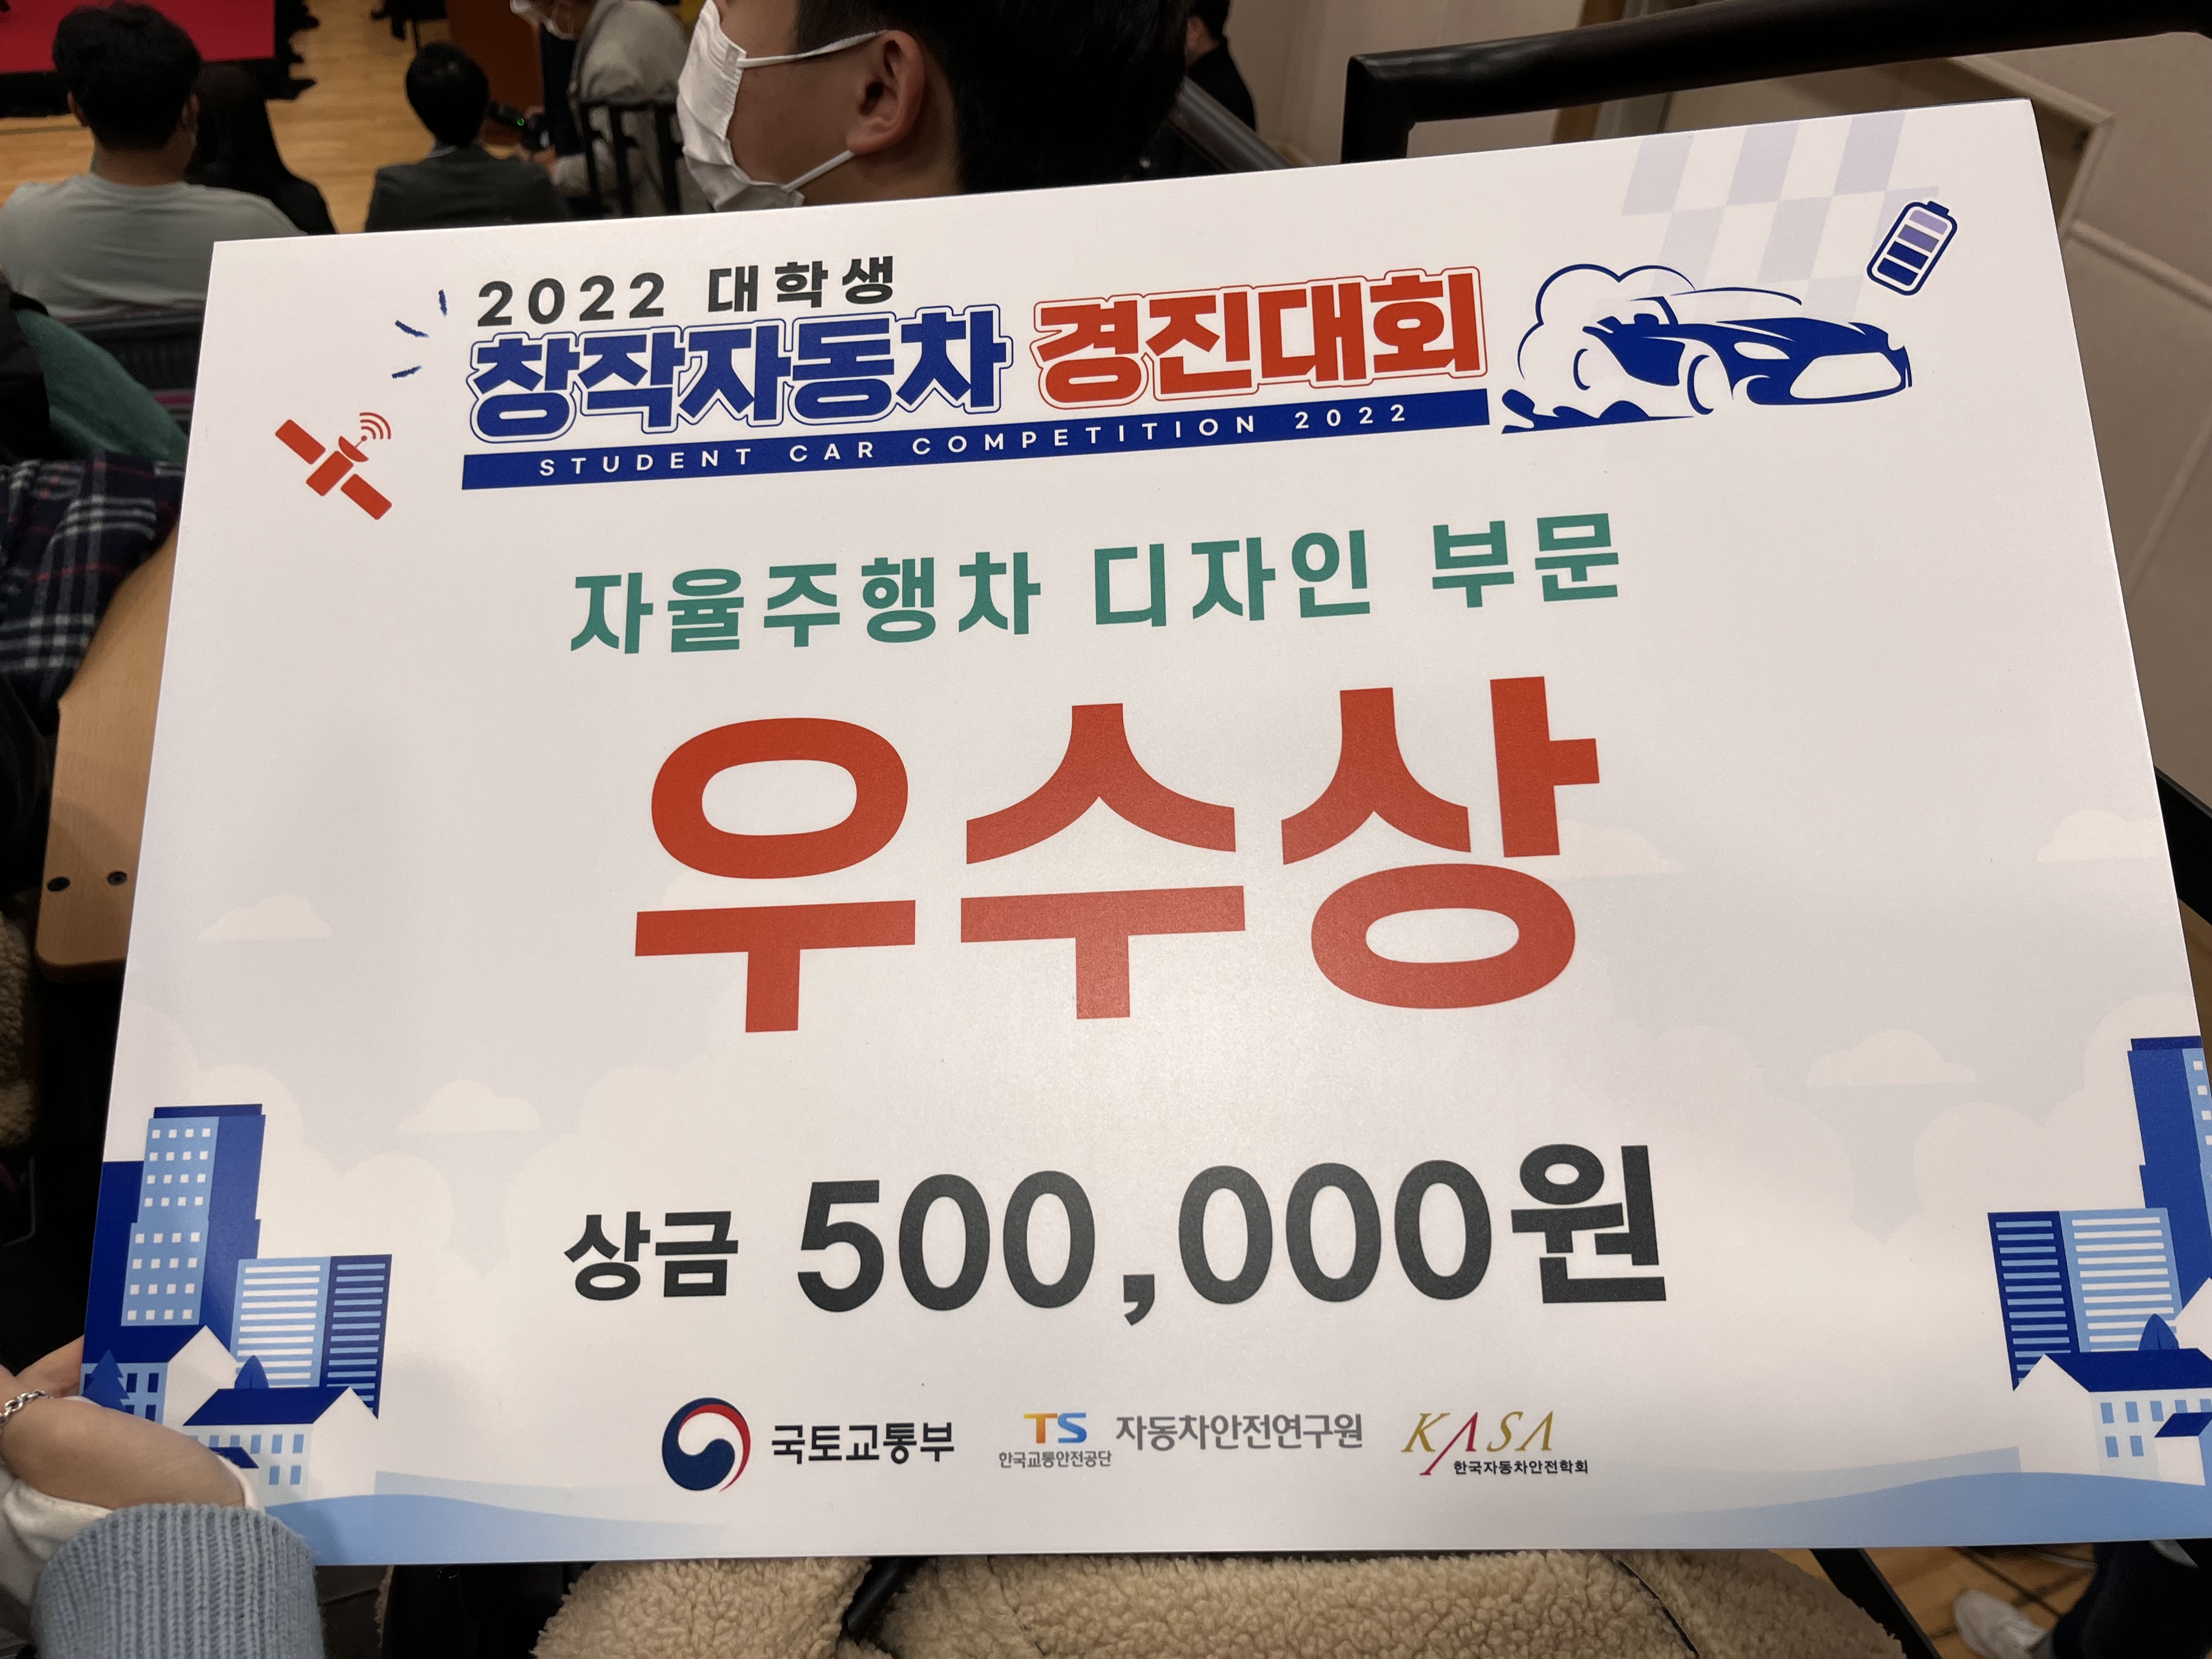 2022 대학생
창작자동차 경진대회
STUDENT CAR COMPETITION 2022
자율주행차 디자인 부문
우수상
상금 500,000원
국토교통부
TS 자동차안전연구원
한국교통안전공단
KASA
한국자동차안전학회